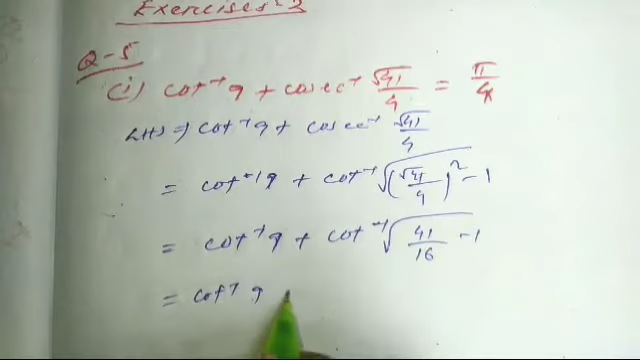 Exercises-2
Q-5
(i) cot⁻¹9 + cosec⁻¹ √41/4 = π/4
LHS ⇒ cot⁻¹9 + cosec⁻¹ √41/4
= cot⁻¹9 + cot⁻¹ √((√41/4)² - 1)
= cot⁻¹9 + cot⁻¹ √(41/16 - 1)
= cot⁻¹ 9